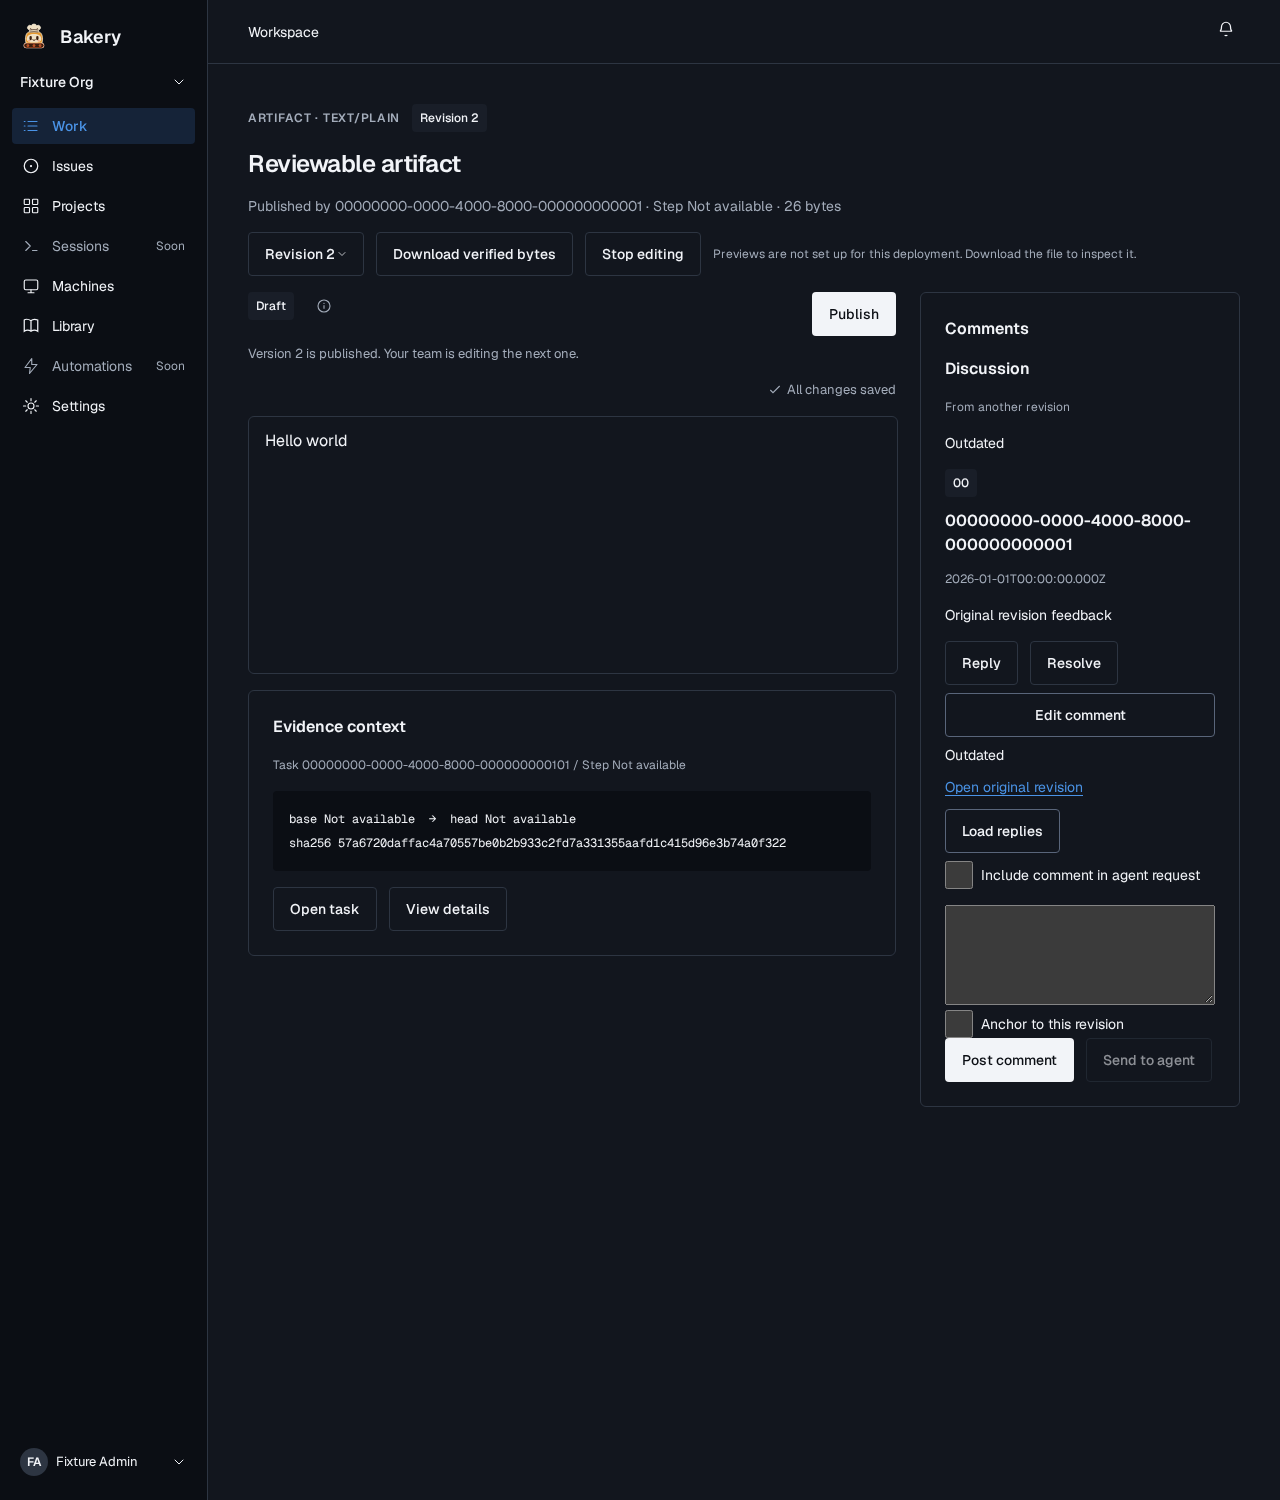 Bakery
Fixture Org
Work
Issues
Projects
Sessions Soon
Machines
Library
Automations Soon
Settings
FA Fixture Admin
Workspace
ARTIFACT · TEXT/PLAIN Revision 2
Reviewable artifact
Published by 00000000-0000-4000-8000-000000000001 · Step Not available · 26 bytes
Revision 2 Download verified bytes Stop editing Previews are not set up for this deployment. Download the file to inspect it.
Draft Publish
Version 2 is published. Your team is editing the next one.
All changes saved
Hello world
Evidence context
Task 00000000-0000-4000-8000-000000000101 / Step Not available
base Not available → head Not available
sha256 57a6720daffac4a70557be0b2b933c2fd7a331355aafd1c415d96e3b74a0f322
Open task View details
Comments
Discussion
From another revision
Outdated
00
00000000-0000-4000-8000-
000000000001
2026-01-01T00:00:00.000Z
Original revision feedback
Reply Resolve
Edit comment
Outdated
Open original revision
Load replies
Include comment in agent request
Anchor to this revision
Post comment Send to agent